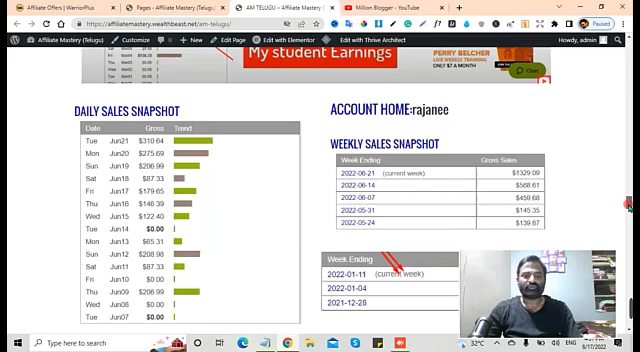 Affiliate Offers | WarriorPlus
Pages ‹ Affiliate Mastery (Telugu)
AM TELUGU – Affiliate Mastery (T
Million Blogger - YouTube
https://affiliatemastery.wealthbeast.net/am-telugu/
Paused
Affiliate Mastery (Telugu)
Customize
0
New
Edit Page
Edit with Elementor
Edit with Thrive Architect
Howdy, admin
My student Earnings
PERRY BELCHER
LIVE WEEKLY TRAINING
ONLY $7 A MONTH
Chat
DAILY SALES SNAPSHOT
Date Gross Trend
Tue Jun21 $310.64
Mon Jun20 $275.69
Sun Jun19 $206.99
Sat Jun18 $87.33
Fri Jun17 $179.65
Thu Jun16 $146.39
Wed Jun15 $122.40
Tue Jun14 $0.00
Mon Jun13 $65.31
Sun Jun12 $208.98
Sat Jun11 $87.33
Fri Jun10 $0.00
Thu Jun09 $206.99
Wed Jun08 $0.00
Tue Jun07 $0.00
ACCOUNT HOME:rajanee
WEEKLY SALES SNAPSHOT
Week Ending Gross Sales
2022-06-21 (current week) $1329.09
2022-06-14 $568.61
2022-06-07 $459.68
2022-05-31 $145.35
2022-05-24 $139.87
Week Ending
2022-01-11 (current week)
2022-01-04
2021-12-28
Type here to search
32°C
ENG
8/17/2022